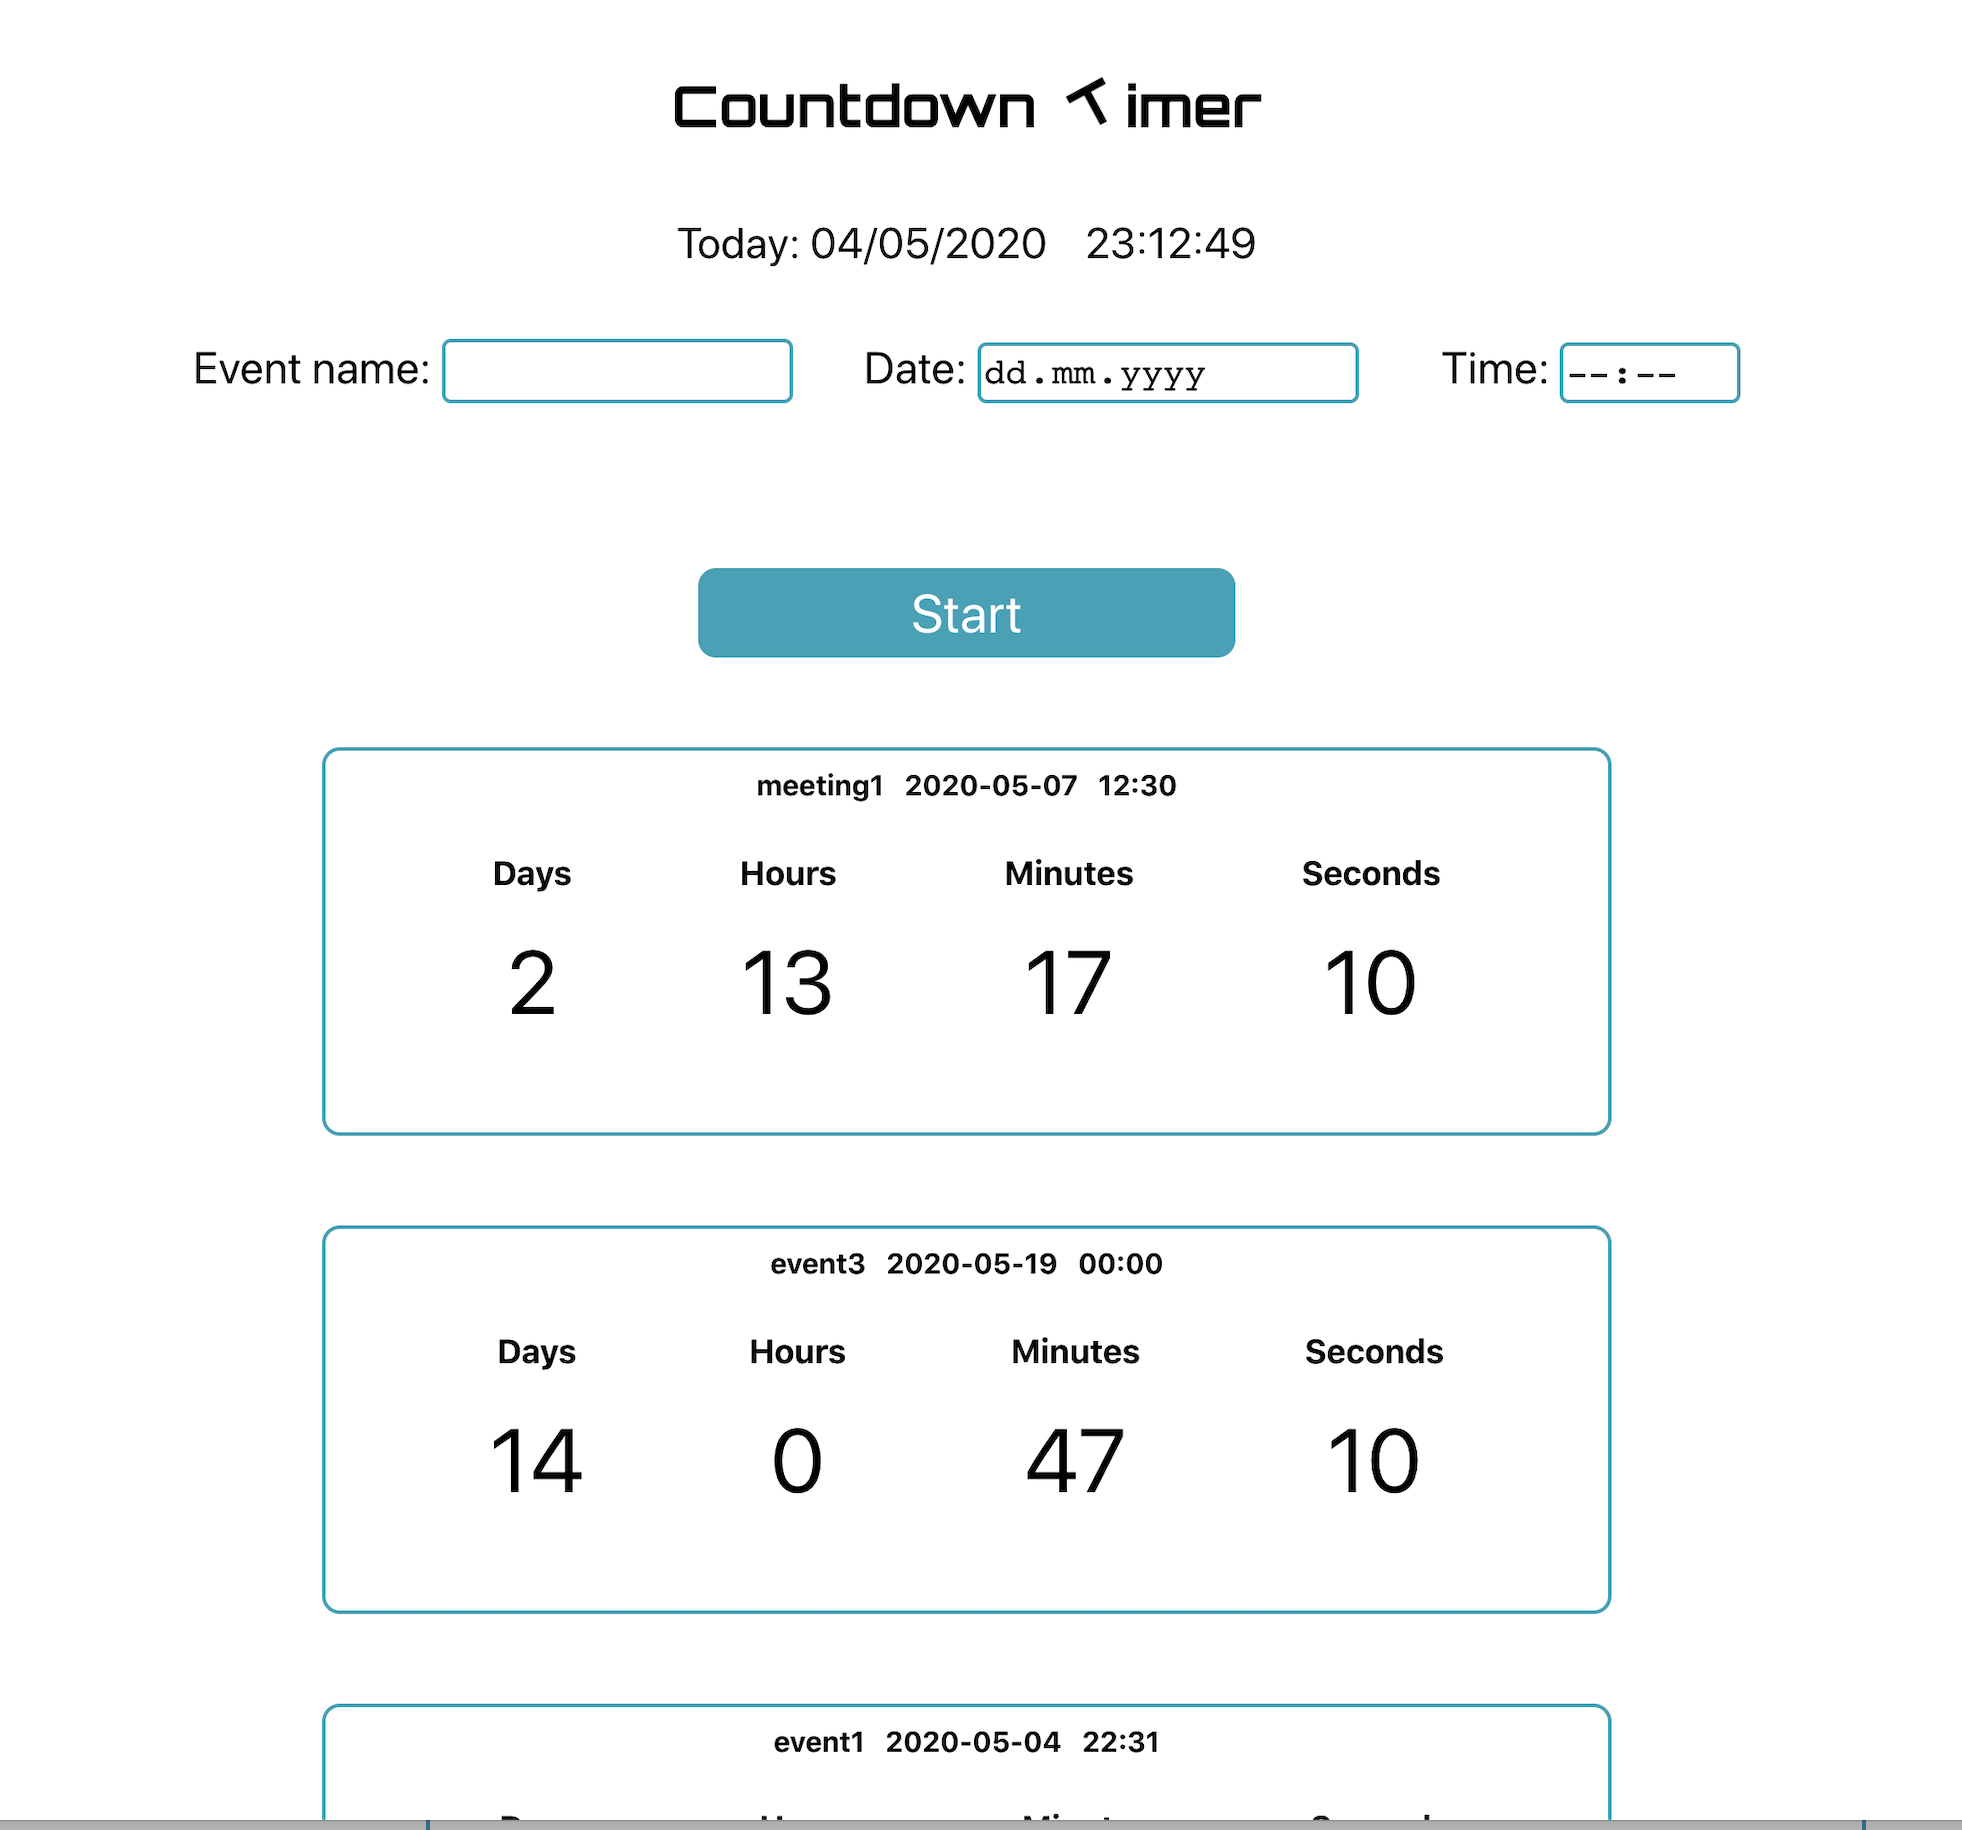 Countdown Timer
Today: 04/05/2020 23:12:49
Event name: Date: dd.mm.yyyy Time: --:--
Start
meeting1 2020-05-07 12:30
Days Hours Minutes Seconds
2 13 17 10
event3 2020-05-19 00:00
Days Hours Minutes Seconds
14 0 47 10
event1 2020-05-04 22:31